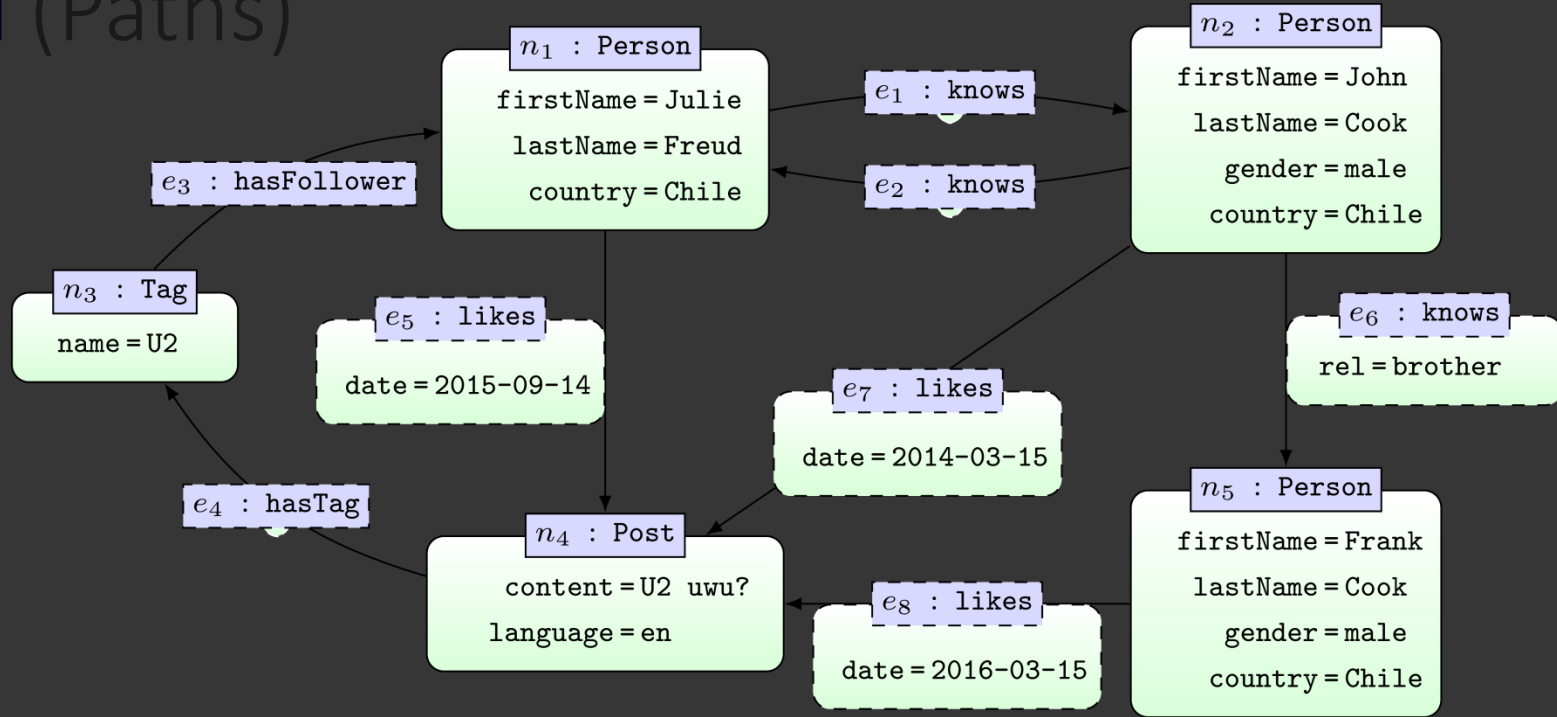 (Paths)
n₁ : Person
firstName = Julie
lastName = Freud
country = Chile
e₁ : knows
e₂ : knows
n₂ : Person
firstName = John
lastName = Cook
gender = male
country = Chile
e₃ : hasFollower
n₃ : Tag
name = U2
e₅ : likes
date = 2015-09-14
e₇ : likes
date = 2014-03-15
e₆ : knows
rel = brother
e₄ : hasTag
n₄ : Post
content = U2 uwu?
language = en
e₈ : likes
date = 2016-03-15
n₅ : Person
firstName = Frank
lastName = Cook
gender = male
country = Chile